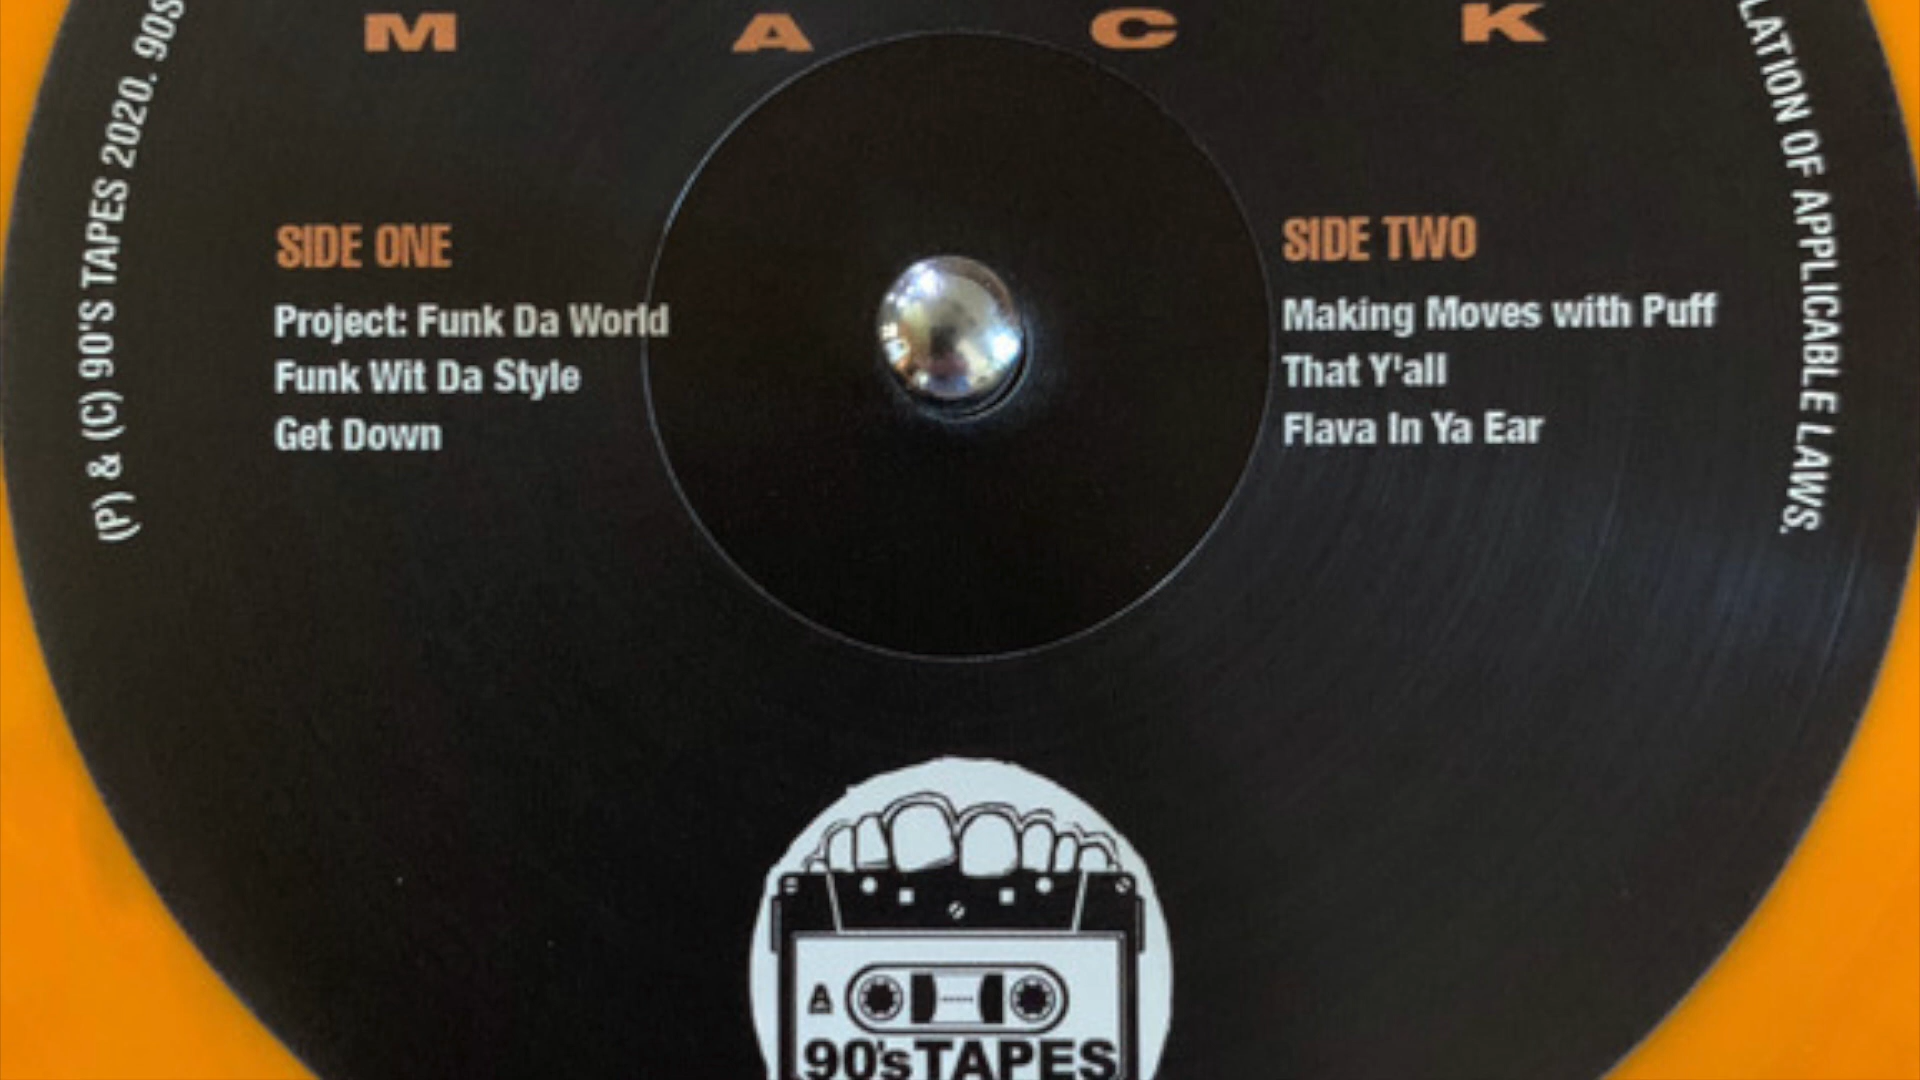 M A C K
(P) & (C) 90'S TAPES 2020. 90S
LATION OF APPLICABLE LAWS.
SIDE ONE
Project: Funk Da World
Funk Wit Da Style
Get Down
SIDE TWO
Making Moves with Puff
That Y'all
Flava In Ya Ear
A
90's TAPES